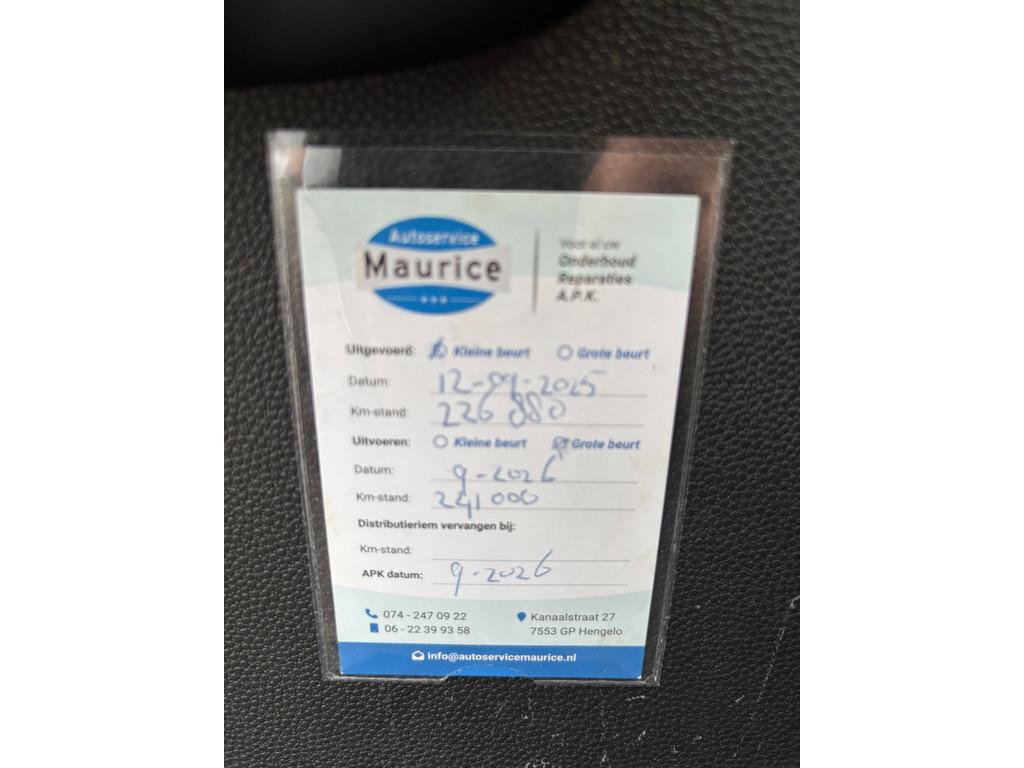 Autoservice
Maurice
Voor al uw
Onderhoud
Reparaties
A.P.K.
Uitgevoerd: Kleine beurt Grote beurt
Datum: 12-09-2025
Km-stand: 226 880
Uitvoeren: Kleine beurt Grote beurt
Datum: 9-2026
Km-stand: 241 000
Distributieriem vervangen bij:
Km-stand:
APK datum: 9-2026
074 - 247 09 22
06 - 22 39 93 58
Kanaalstraat 27
7553 GP Hengelo
info@autoservicemaurice.nl